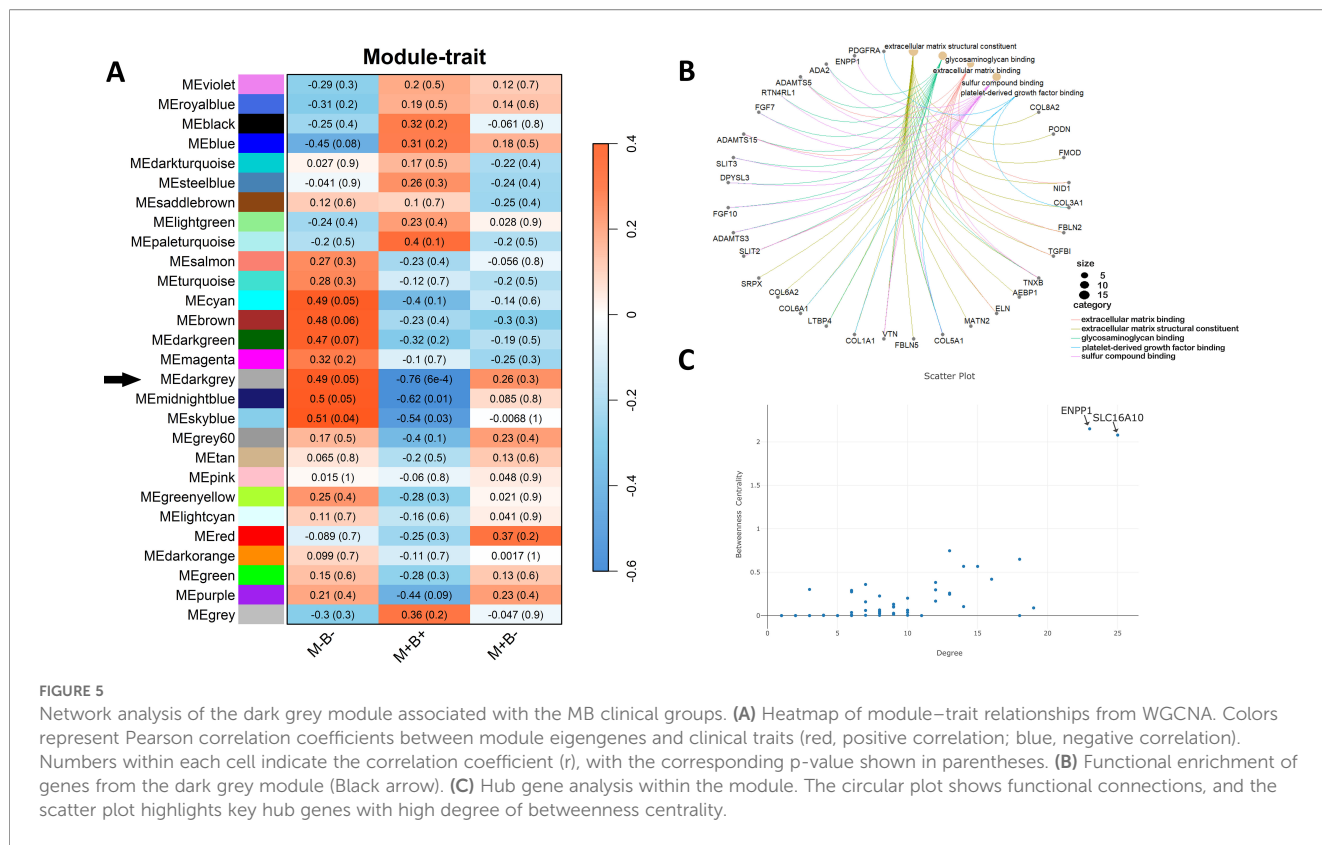 A
Module-trait
MEviolet -0.29 (0.3) 0.2 (0.5) 0.12 (0.7)
MEroyalblue -0.31 (0.2) 0.19 (0.5) 0.14 (0.6)
MEblack -0.25 (0.4) 0.32 (0.2) -0.061 (0.8)
MEblue -0.45 (0.08) 0.31 (0.2) 0.18 (0.5)
MEdarkturquoise 0.027 (0.9) 0.17 (0.5) -0.22 (0.4)
MEsteelblue -0.041 (0.9) 0.26 (0.3) -0.24 (0.4)
MEsaddlebrown 0.12 (0.6) 0.1 (0.7) -0.25 (0.4)
MElightgreen -0.24 (0.4) 0.23 (0.4) 0.028 (0.9)
MEpaleturquoise -0.2 (0.5) 0.4 (0.1) -0.2 (0.5)
MEsalmon 0.27 (0.3) -0.23 (0.4) -0.056 (0.8)
MEturquoise 0.28 (0.3) -0.12 (0.7) -0.2 (0.5)
MEcyan 0.49 (0.05) -0.4 (0.1) -0.14 (0.6)
MEbrown 0.48 (0.06) -0.23 (0.4) -0.3 (0.3)
MEdarkgreen 0.47 (0.07) -0.32 (0.2) -0.19 (0.5)
MEmagenta 0.32 (0.2) -0.1 (0.7) -0.25 (0.3)
MEdarkgrey 0.49 (0.05) -0.76 (6e-4) 0.26 (0.3)
MEmidnightblue 0.5 (0.05) -0.62 (0.01) 0.085 (0.8)
MEskyblue 0.51 (0.04) -0.54 (0.03) -0.0068 (1)
MEgrey60 0.17 (0.5) -0.4 (0.1) 0.23 (0.4)
MEtan 0.065 (0.8) -0.2 (0.5) 0.13 (0.6)
MEpink 0.015 (1) -0.06 (0.8) 0.048 (0.9)
MEgreenyellow 0.25 (0.4) -0.28 (0.3) 0.021 (0.9)
MElightcyan 0.11 (0.7) -0.16 (0.6) 0.041 (0.9)
MEred -0.089 (0.7) -0.25 (0.3) 0.37 (0.2)
MEdarkorange 0.099 (0.7) -0.11 (0.7) 0.0017 (1)
MEgreen 0.15 (0.6) -0.28 (0.3) 0.13 (0.6)
MEpurple 0.21 (0.4) -0.44 (0.09) 0.23 (0.4)
MEgrey -0.3 (0.3) 0.36 (0.2) -0.047 (0.9)
M-B- M+B+ M+B-
0.4
0.2
0
-0.2
-0.4
-0.6
B
extracellular matrix structural constituent
glycosaminoglycan binding
extracellular matrix binding
sulfur compound binding
platelet-derived growth factor binding
PDGFRA
ENPP1
ADA2
ADAMTS5
RTN4RL1
FGF7
ADAMTS15
SLIT3
DPYSL3
FGF10
ADAMTS3
SLIT2
SRPX
COL6A2
COL6A1
LTBP4
COL1A1
VTN
FBLN5
COL5A1
MATN2
ELN
AEBP1
TNXB
TGFBI
FBLN2
COL3A1
NID1
FMOD
PODN
COL8A2
size
5
10
15
category
extracellular matrix binding
extracellular matrix structural constituent
glycosaminoglycan binding
platelet-derived growth factor binding
sulfur compound binding
C
Scatter Plot
ENPP1
SLC16A10
Betweenness Centrality
2
1.5
1
0.5
0
0 5 10 15 20 25
Degree
FIGURE 5
Network analysis of the dark grey module associated with the MB clinical groups. (A) Heatmap of module–trait relationships from WGCNA. Colors
represent Pearson correlation coefficients between module eigengenes and clinical traits (red, positive correlation; blue, negative correlation).
Numbers within each cell indicate the correlation coefficient (r), with the corresponding p-value shown in parentheses. (B) Functional enrichment of
genes from the dark grey module (Black arrow). (C) Hub gene analysis within the module. The circular plot shows functional connections, and the
scatter plot highlights key hub genes with high degree of betweenness centrality.